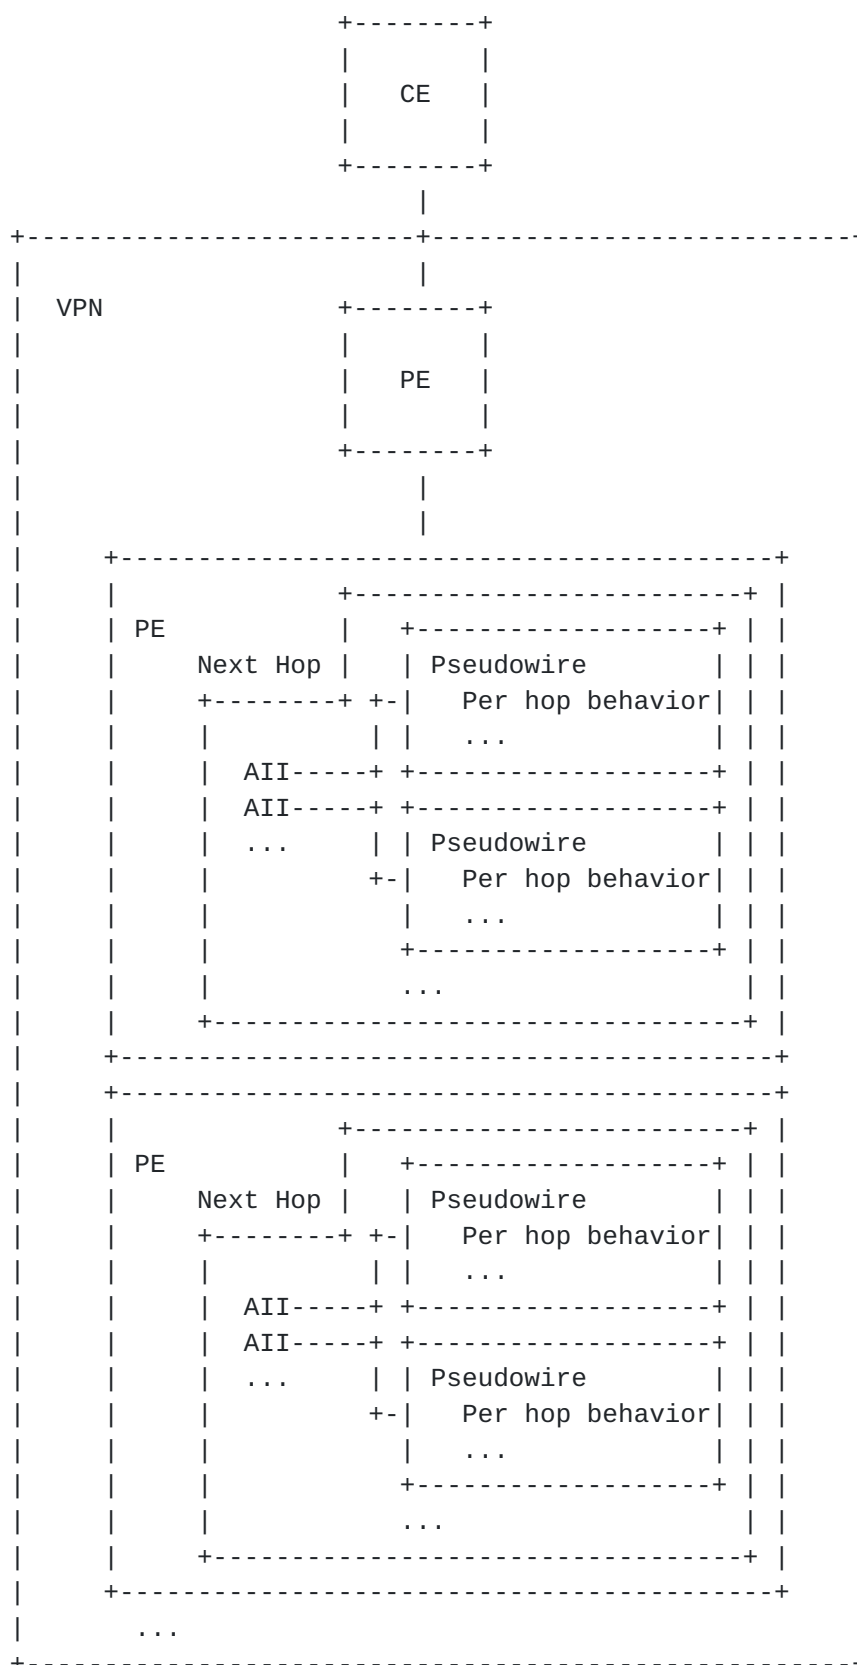 CE
VPN
PE
PE
Next Hop
Pseudowire
Per hop behavior
...
AII
AII
...
Pseudowire
Per hop behavior
...
...
PE
Next Hop
Pseudowire
Per hop behavior
...
AII
AII
...
Pseudowire
Per hop behavior
...
...
...